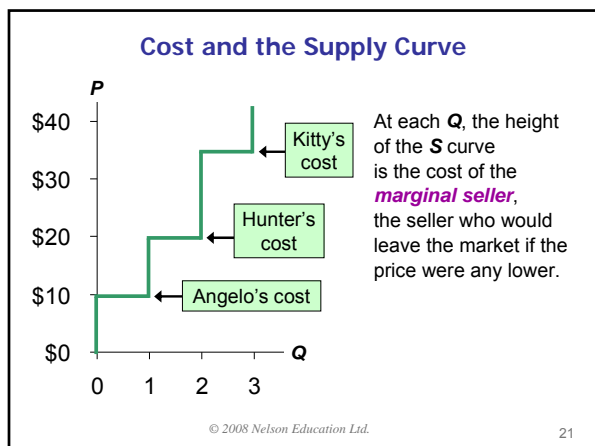 Cost and the Supply Curve
P
$40
$30
$20
$10
$0
0 1 2 3
Q
Kitty's
cost
Hunter's
cost
Angelo's cost
At each Q, the height
of the S curve
is the cost of the
marginal seller,
the seller who would
leave the market if the
price were any lower.
© 2008 Nelson Education Ltd.
21